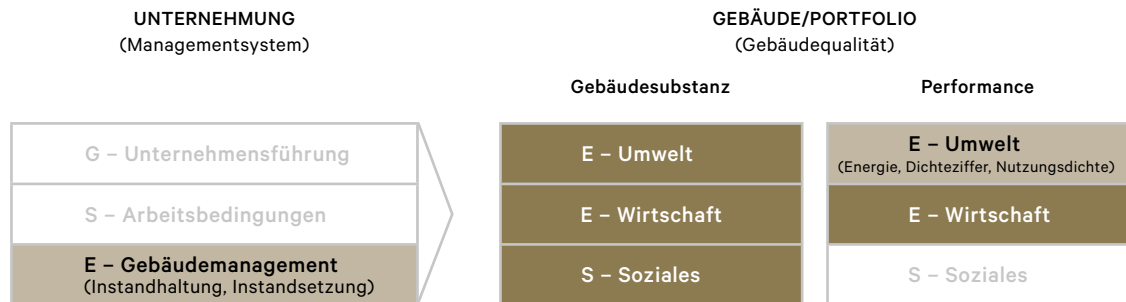 UNTERNEHMUNG
(Managementsystem)
GEBÄUDE/PORTFOLIO
(Gebäudequalität)
Gebäudesubstanz
Performance
G – Unternehmensführung
S – Arbeitsbedingungen
E – Gebäudemanagement
(Instandhaltung, Instandsetzung)
E – Umwelt
E – Wirtschaft
S – Soziales
E – Umwelt
(Energie, Dichteziffer, Nutzungsdichte)
E – Wirtschaft
S – Soziales